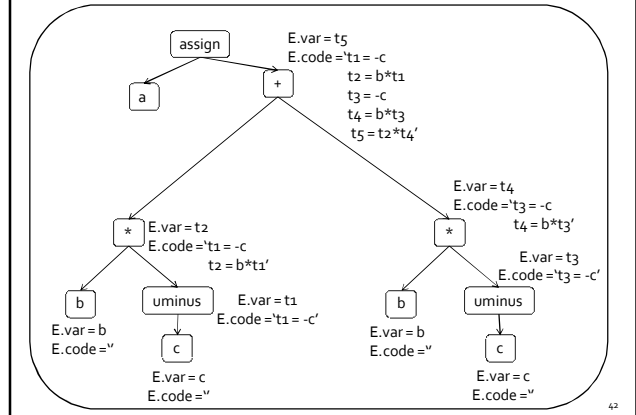 assign
E.var = t5
E.code =‘t1 = -c
t2 = b*t1
t3 = -c
t4 = b*t3
t5 = t2*t4’
a
+
E.var = t4
E.code =‘t3 = -c
t4 = b*t3’
*
E.var = t2
E.code =‘t1 = -c
t2 = b*t1’
*
E.var = t3
E.code =‘t3 = -c’
b
uminus
E.var = t1
E.code =‘t1 = -c’
b
uminus
E.var = b
E.code =‘’
c
E.var = b
E.code =‘’
c
E.var = c
E.code =‘’
E.var = c
E.code =‘’
42